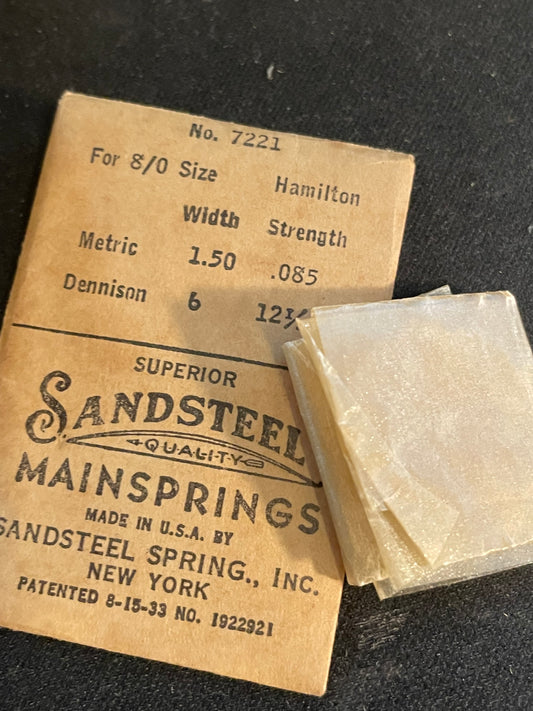 No. 7221
For 8/0 Size Hamilton
Width Strength
Metric 1.50 .085
Dennison 6
SUPERIOR
SANDSTEEL
QUALITY
MAINSPRINGS
MADE IN U.S.A. BY
SANDSTEEL SPRING., INC.
NEW YORK
PATENTED 8-15-33 NO. 1922921